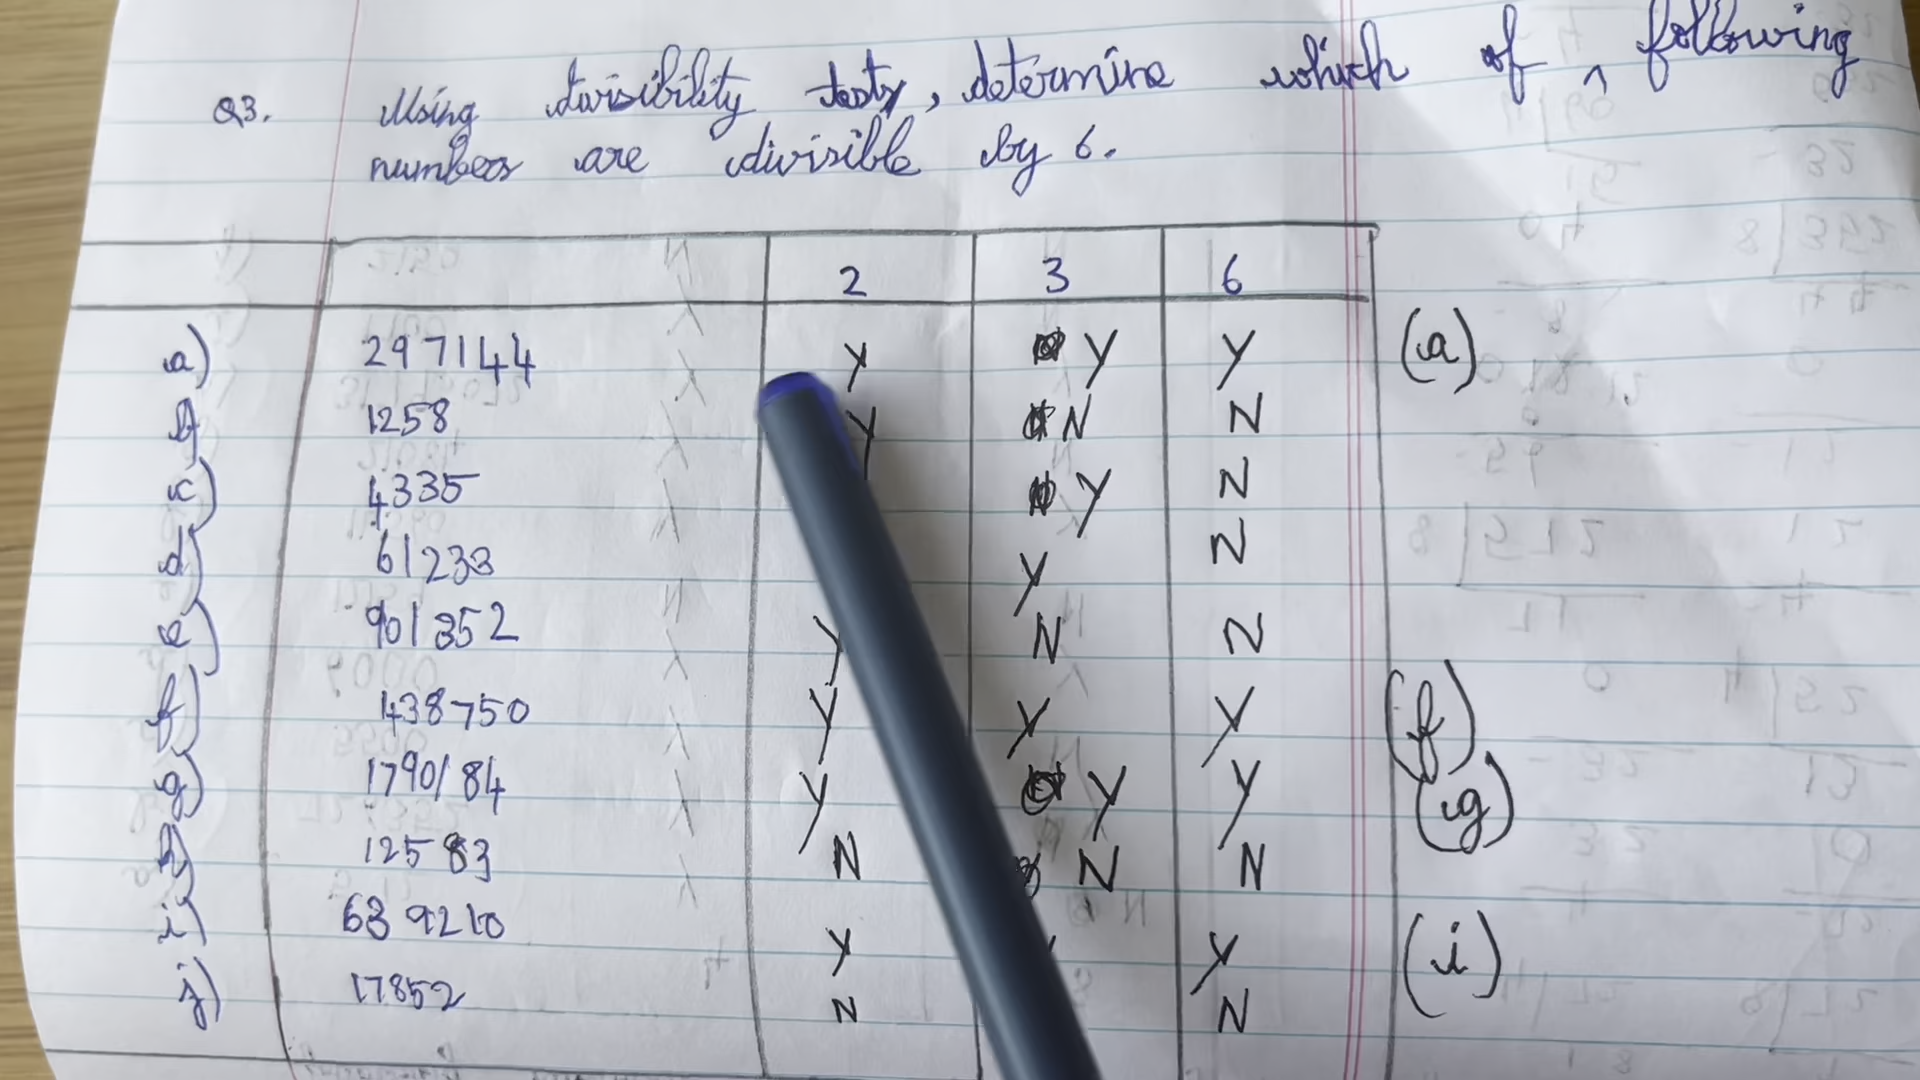 Q3. Using divisibility tests, determine which of ^ following
numbers are divisible by 6.
2 3 6
a) 297144 Y Y Y (a)
b) 1258 Y N N
c) 4335 Y N
d) 61233 Y N
e) 901352 Y N N
f) 438750 Y Y Y (f)
g) 1790184 Y Y Y (g)
h) 12583 N N N
i) 639210 Y Y (i)
j) 17852 N N